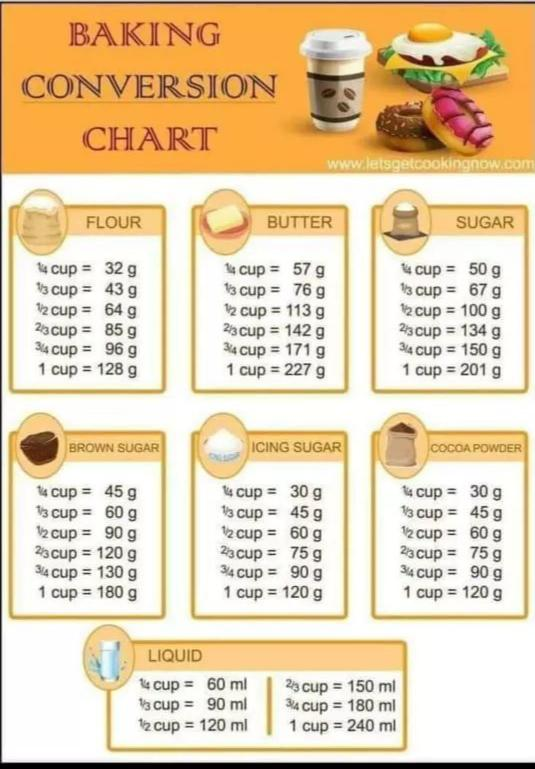 BAKING
CONVERSION
CHART
www.letsgetcookingnow.com
FLOUR
¼ cup = 32 g
⅓ cup = 43 g
½ cup = 64 g
⅔ cup = 85 g
¾ cup = 96 g
1 cup = 128 g
BUTTER
¼ cup = 57 g
⅓ cup = 76 g
½ cup = 113 g
⅔ cup = 142 g
¾ cup = 171 g
1 cup = 227 g
SUGAR
¼ cup = 50 g
⅓ cup = 67 g
½ cup = 100 g
⅔ cup = 134 g
¾ cup = 150 g
1 cup = 201 g
BROWN SUGAR
¼ cup = 45 g
⅓ cup = 60 g
½ cup = 90 g
⅔ cup = 120 g
¾ cup = 130 g
1 cup = 180 g
ICING SUGAR
¼ cup = 30 g
⅓ cup = 45 g
½ cup = 60 g
⅔ cup = 75 g
¾ cup = 90 g
1 cup = 120 g
COCOA POWDER
¼ cup = 30 g
⅓ cup = 45 g
½ cup = 60 g
⅔ cup = 75 g
¾ cup = 90 g
1 cup = 120 g
LIQUID
¼ cup = 60 ml
⅓ cup = 90 ml
½ cup = 120 ml
⅔ cup = 150 ml
¾ cup = 180 ml
1 cup = 240 ml